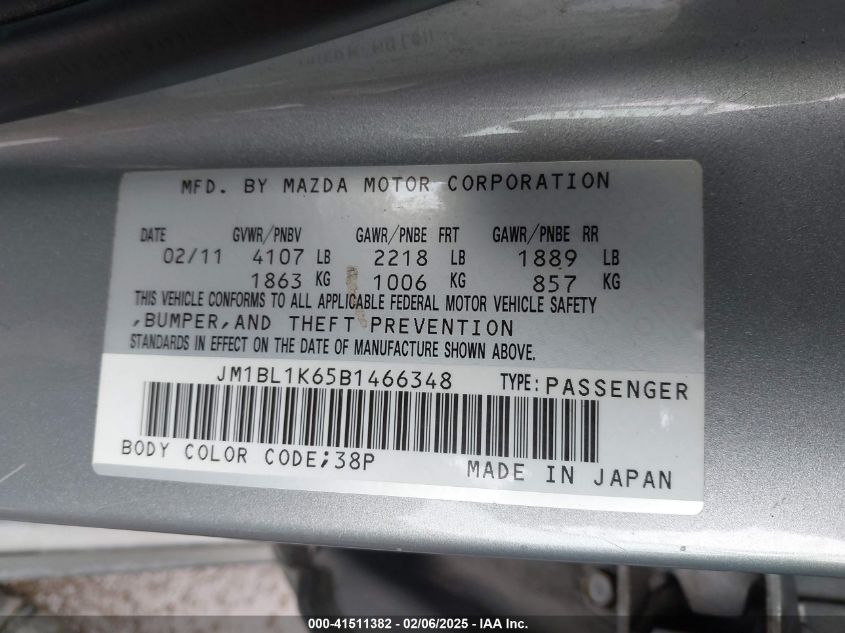 MFD. BY MAZDA MOTOR CORPORATION
DATE GVWR/PNBV GAWR/PNBE FRT GAWR/PNBE RR
02/11 4107 LB 2218 LB 1889 LB
1863 KG 1006 KG 857 KG
THIS VEHICLE CONFORMS TO ALL APPLICABLE FEDERAL MOTOR VEHICLE SAFETY
,BUMPER,AND THEFT PREVENTION
STANDARDS IN EFFECT ON THE DATE OF MANUFACTURE SHOWN ABOVE.
JM1BL1K65B1466348 TYPE:PASSENGER
BODY COLOR CODE;38P MADE IN JAPAN
000-41511382 - 02/06/2025 - IAA Inc.